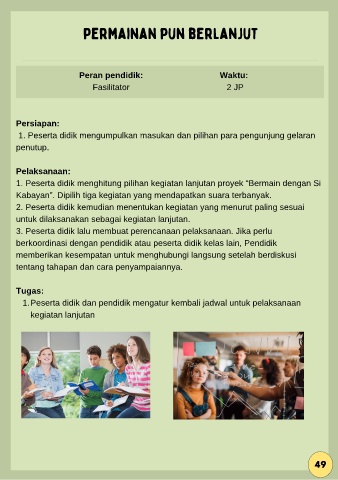 PERMAINAN PUN BERLANJUT
Peran pendidik:
Fasilitator
Waktu:
2 JP
Persiapan:
1. Peserta didik mengumpulkan masukan dan pilihan para pengunjung gelaran
penutup.
Pelaksanaan:
1. Peserta didik menghitung pilihan kegiatan lanjutan proyek "Bermain dengan Si
Kabayan". Dipilih tiga kegiatan yang mendapatkan suara terbanyak.
2. Peserta didik kemudian menentukan kegiatan yang menurut paling sesuai
untuk dilaksanakan sebagai kegiatan lanjutan.
3. Peserta didik lalu membuat perencanaan pelaksanaan. Jika perlu
berkoordinasi dengan pendidik atau peserta didik kelas lain, Pendidik
memberikan kesempatan untuk menghubungi langsung setelah berdiskusi
tentang tahapan dan cara penyampaiannya.
Tugas:
1. Peserta didik dan pendidik mengatur kembali jadwal untuk pelaksanaan
kegiatan lanjutan
49